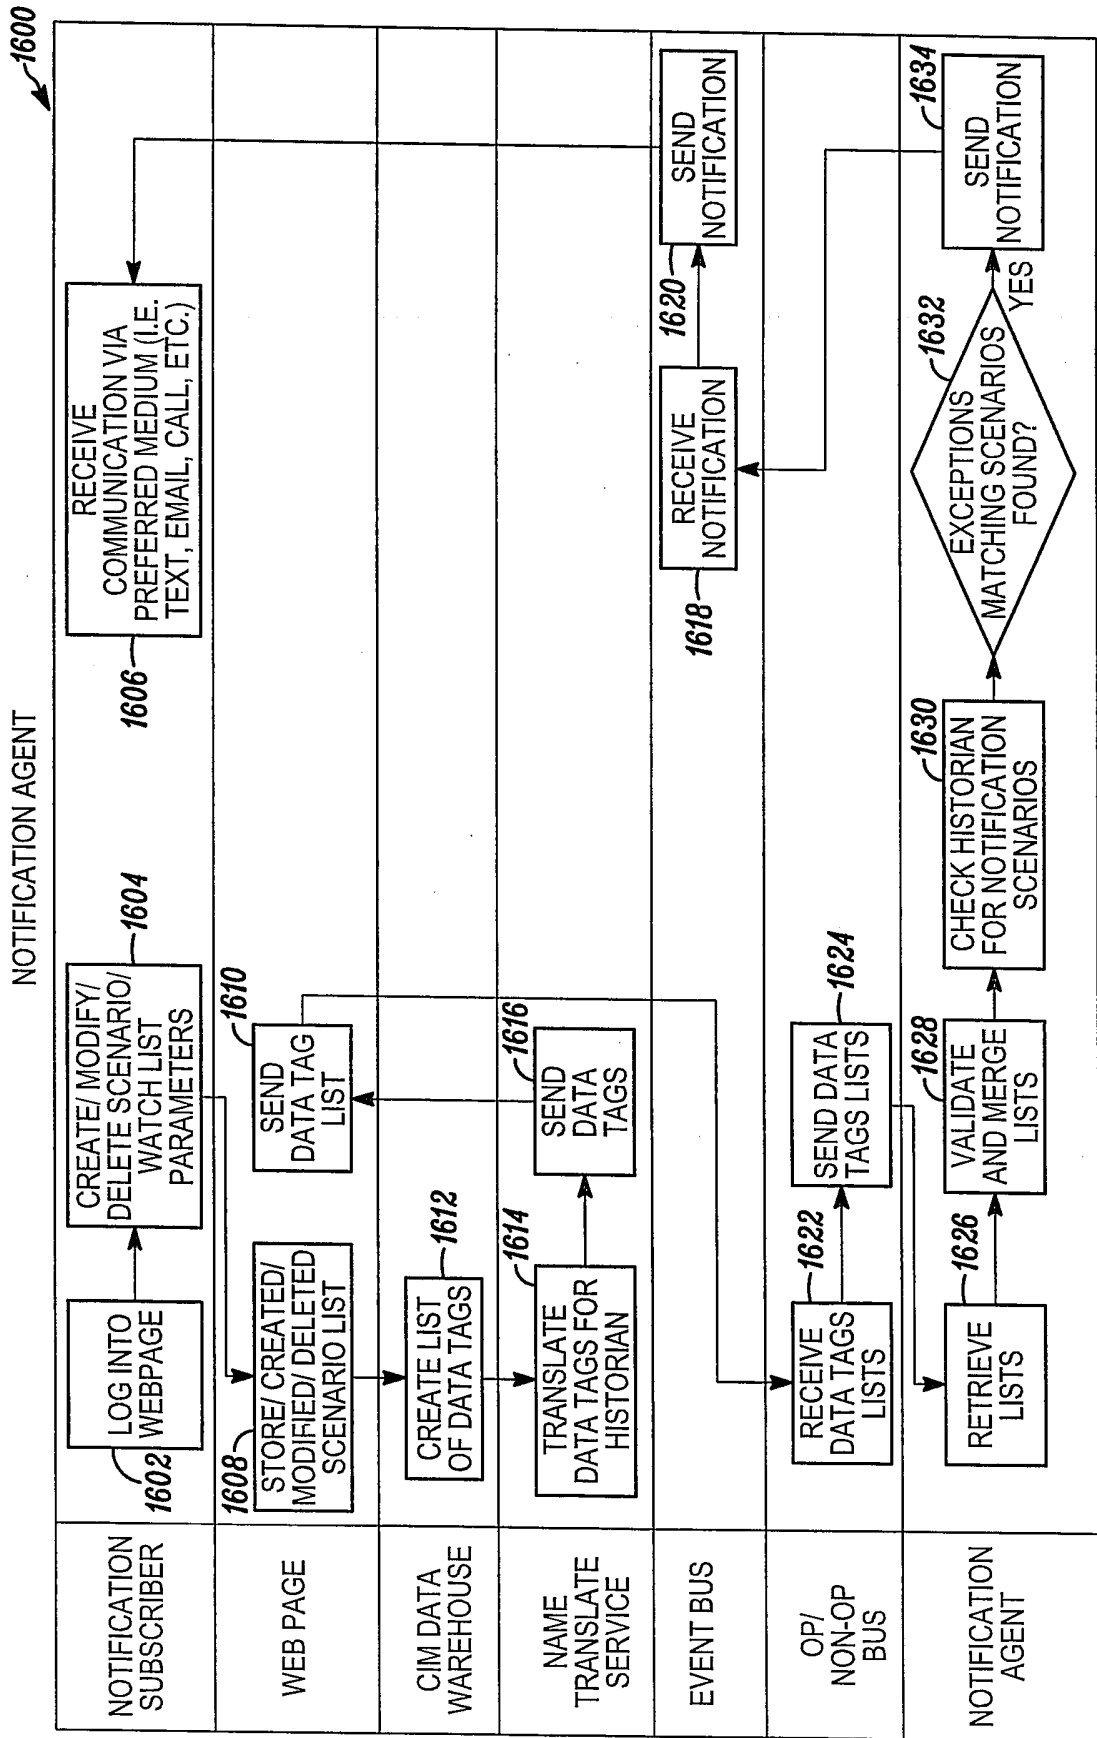 NOTIFICATION AGENT
1600
NOTIFICATION
SUBSCRIBER
LOG INTO
WEBPAGE
1602
CREATE/ MODIFY/
DELETE SCENARIO/
WATCH LIST
PARAMETERS
1604
RECEIVE
COMMUNICATION VIA
PREFERRED MEDIUM (I.E.
TEXT, EMAIL, CALL, ETC.)
1606
WEB PAGE
1608
STORE/ CREATED/
MODIFIED/ DELETED
SCENARIO LIST
1610
SEND
DATA TAG
LIST
CIM DATA
WAREHOUSE
CREATE LIST
OF DATA TAGS
1612
NAME
TRANSLATE
SERVICE
1614
TRANSLATE
DATA TAGS FOR
HISTORIAN
1616
SEND
DATA
TAGS
EVENT BUS
RECEIVE
NOTIFICATION
1618
SEND
NOTIFICATION
1620
OP/
NON-OP
BUS
1622
RECEIVE
DATA TAGS
LISTS
1624
SEND DATA
TAGS LISTS
NOTIFICATION
AGENT
1626
RETRIEVE
LISTS
1628
VALIDATE
AND MERGE
LISTS
1630
CHECK HISTORIAN
FOR NOTIFICATION
SCENARIOS
1632
EXCEPTIONS
MATCHING SCENARIOS
FOUND?
YES
1634
SEND
NOTIFICATION